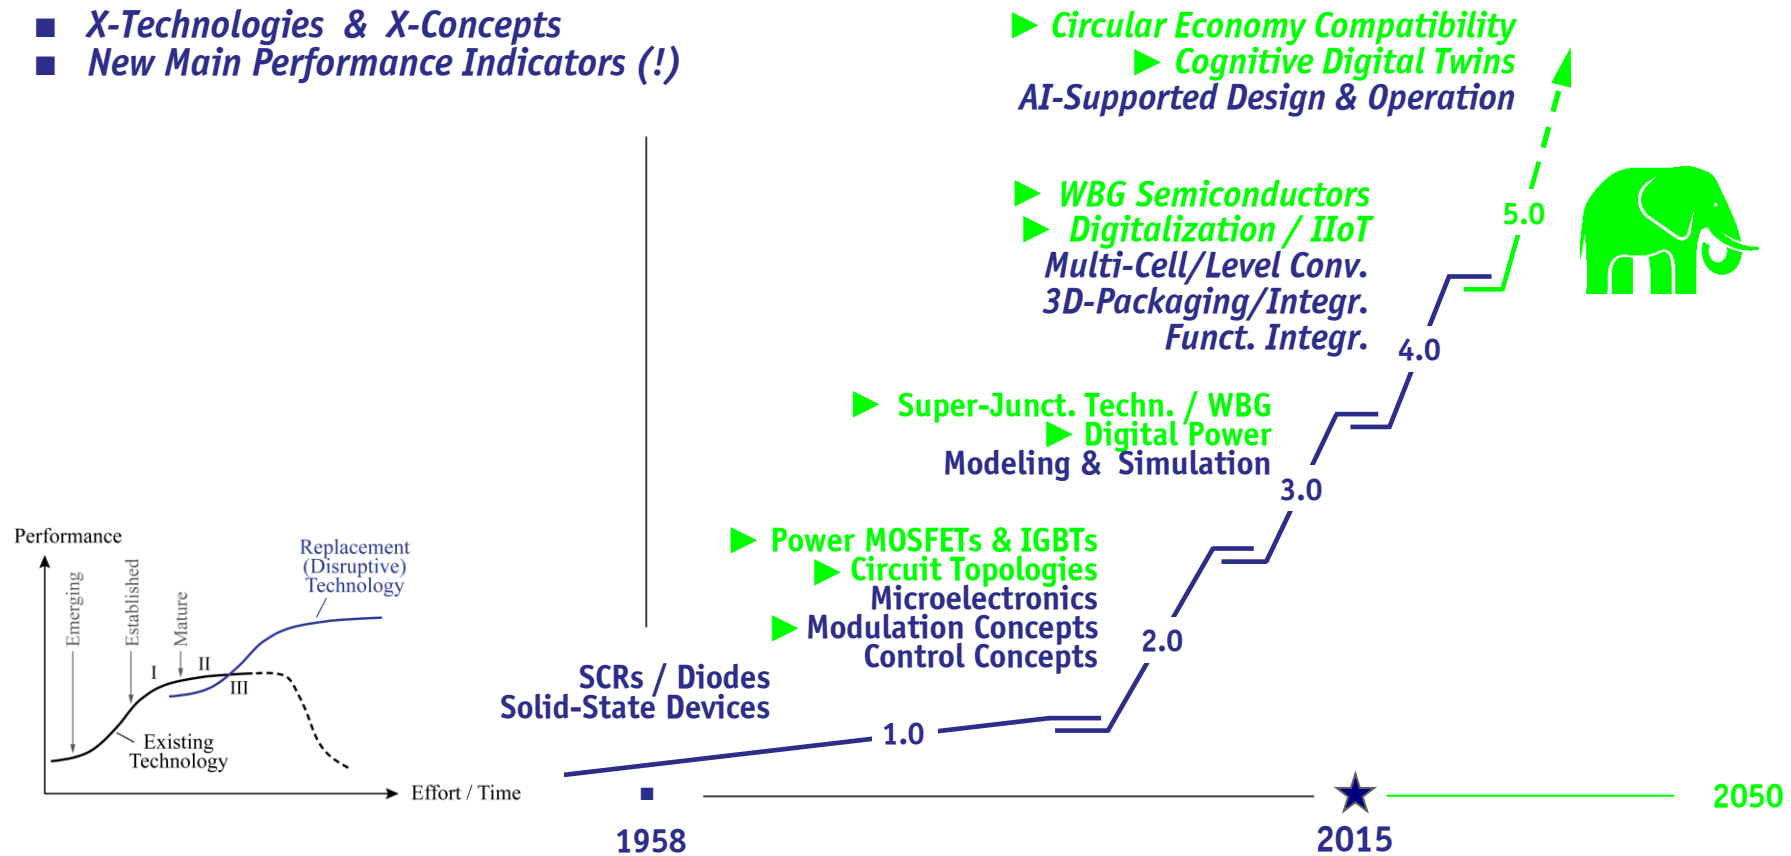 ■ X-Technologies & X-Concepts
■ New Main Performance Indicators (!)
► Circular Economy Compatibility
► Cognitive Digital Twins
AI-Supported Design & Operation
► WBG Semiconductors
► Digitalization / IIoT
Multi-Cell/Level Conv.
3D-Packaging/Integr.
Funct. Integr.
5.0
4.0
► Super-Junct. Techn. / WBG
► Digital Power
Modeling & Simulation
3.0
► Power MOSFETs & IGBTs
► Circuit Topologies
Microelectronics
► Modulation Concepts
Control Concepts
2.0
SCRs / Diodes
Solid-State Devices
1.0
Performance
Emerging
Established
Mature
Replacement
(Disruptive)
Technology
I
II
III
Existing
Technology
Effort / Time
1958
2015
2050